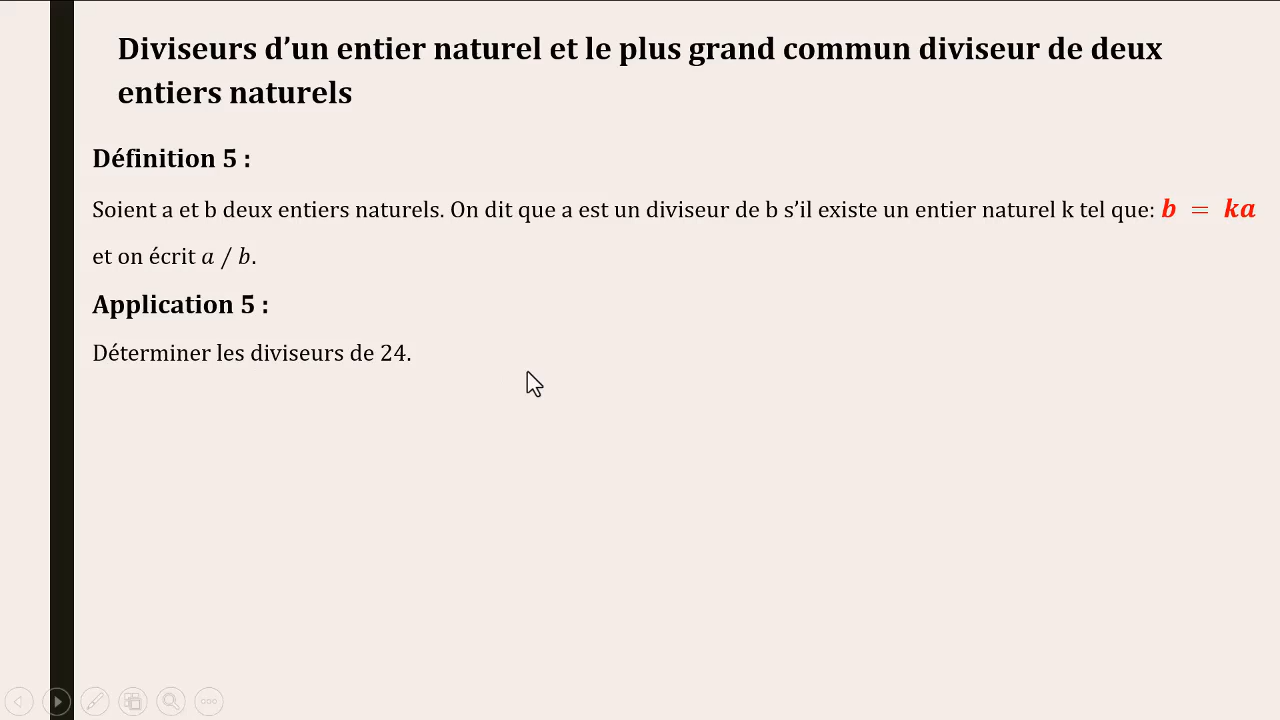 Diviseurs d’un entier naturel et le plus grand commun diviseur de deux
entiers naturels
Définition 5 :
Soient a et b deux entiers naturels. On dit que a est un diviseur de b s’il existe un entier naturel k tel que: b = ka
et on écrit a / b.
Application 5 :
Déterminer les diviseurs de 24.